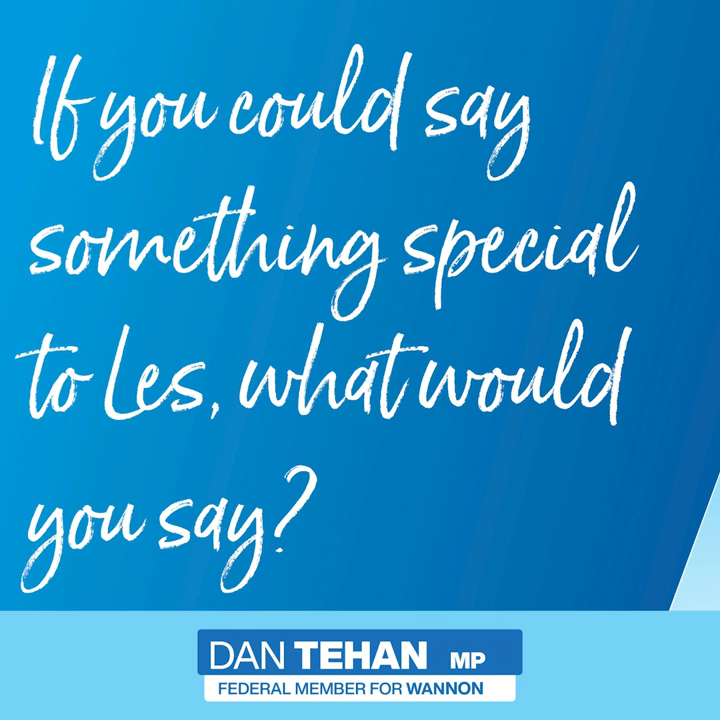 If you could say
something special
to Les, what would
you say?
DAN TEHAN MP
FEDERAL MEMBER FOR WANNON